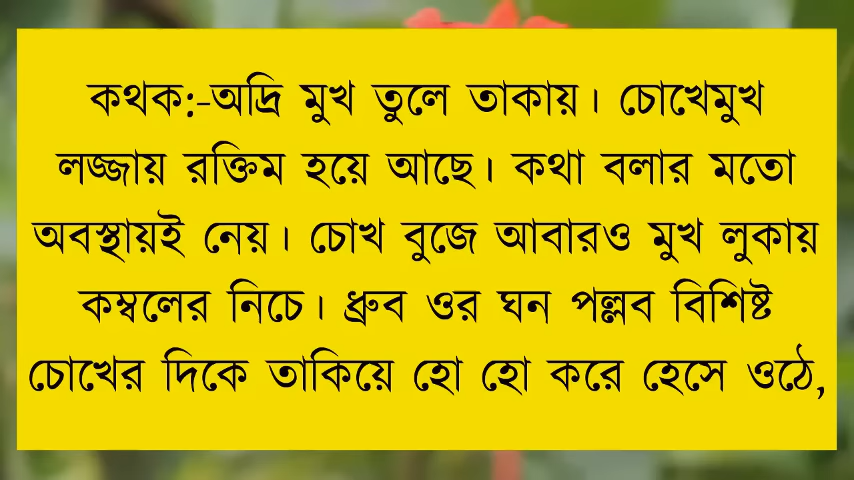 কথক:-অদ্রি মুখ তুলে তাকায়। চোখেমুখ
লজ্জায় রক্তিম হয়ে আছে। কথা বলার মতো
অবস্থায়ই নেয়। চোখ বুজে আবারও মুখ লুকায়
কম্বলের নিচে। ধ্রুব ওর ঘন পল্লব বিশিষ্ট
চোখের দিকে তাকিয়ে হো হো করে হেসে ওঠে,